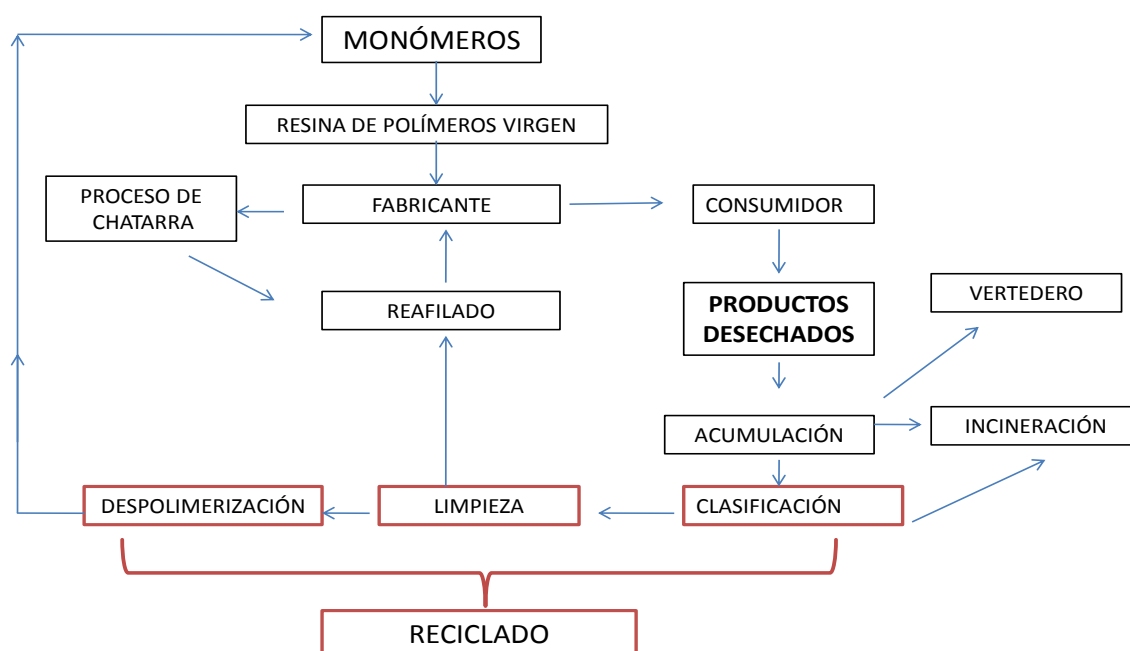 MONÓMEROS
RESINA DE POLÍMEROS VIRGEN
PROCESO DE
CHATARRA
FABRICANTE
CONSUMIDOR
REAFILADO
PRODUCTOS
DESECHADOS
VERTEDERO
ACUMULACIÓN
INCINERACIÓN
DESPOLIMERIZACIÓN
LIMPIEZA
CLASIFICACIÓN
RECICLADO